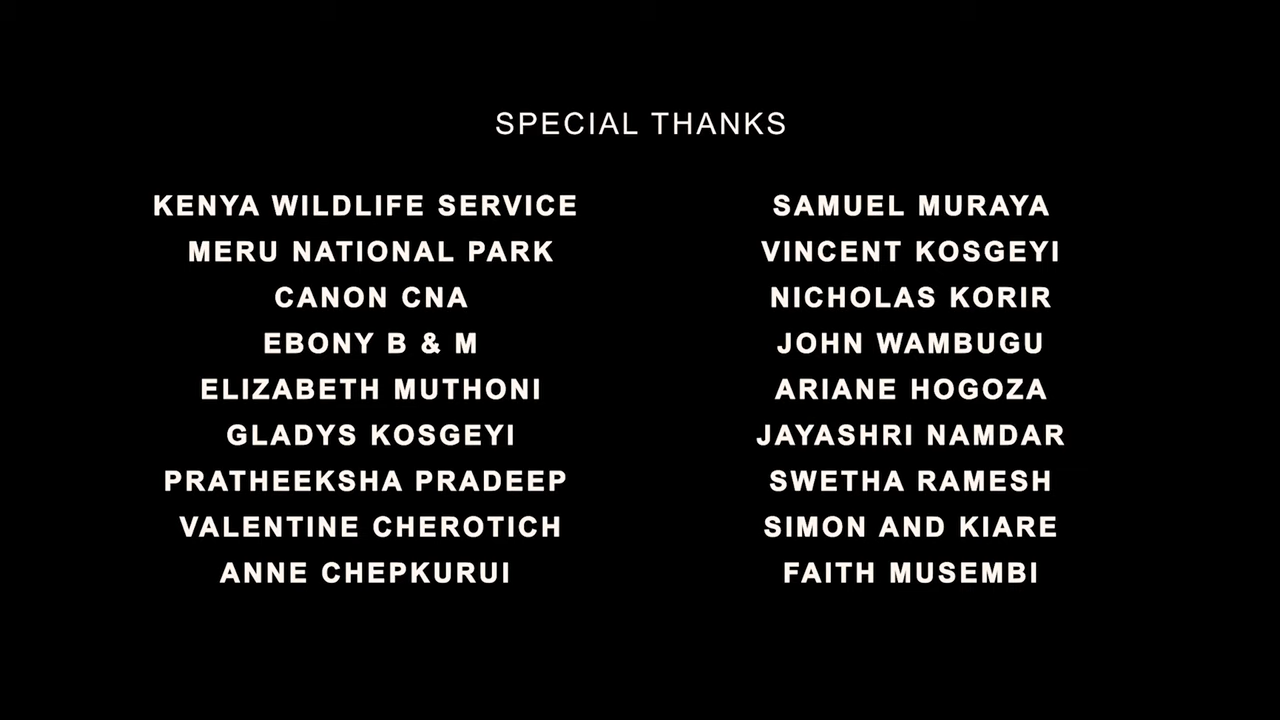 SPECIAL THANKS
KENYA WILDLIFE SERVICE
MERU NATIONAL PARK
CANON CNA
EBONY B & M
ELIZABETH MUTHONI
GLADYS KOSGEYI
PRATHEEKSHA PRADEEP
VALENTINE CHEROTICH
ANNE CHEPKURUI
SAMUEL MURAYA
VINCENT KOSGEYI
NICHOLAS KORIR
JOHN WAMBUGU
ARIANE HOGOZA
JAYASHRI NAMDAR
SWETHA RAMESH
SIMON AND KIARE
FAITH MUSEMBI